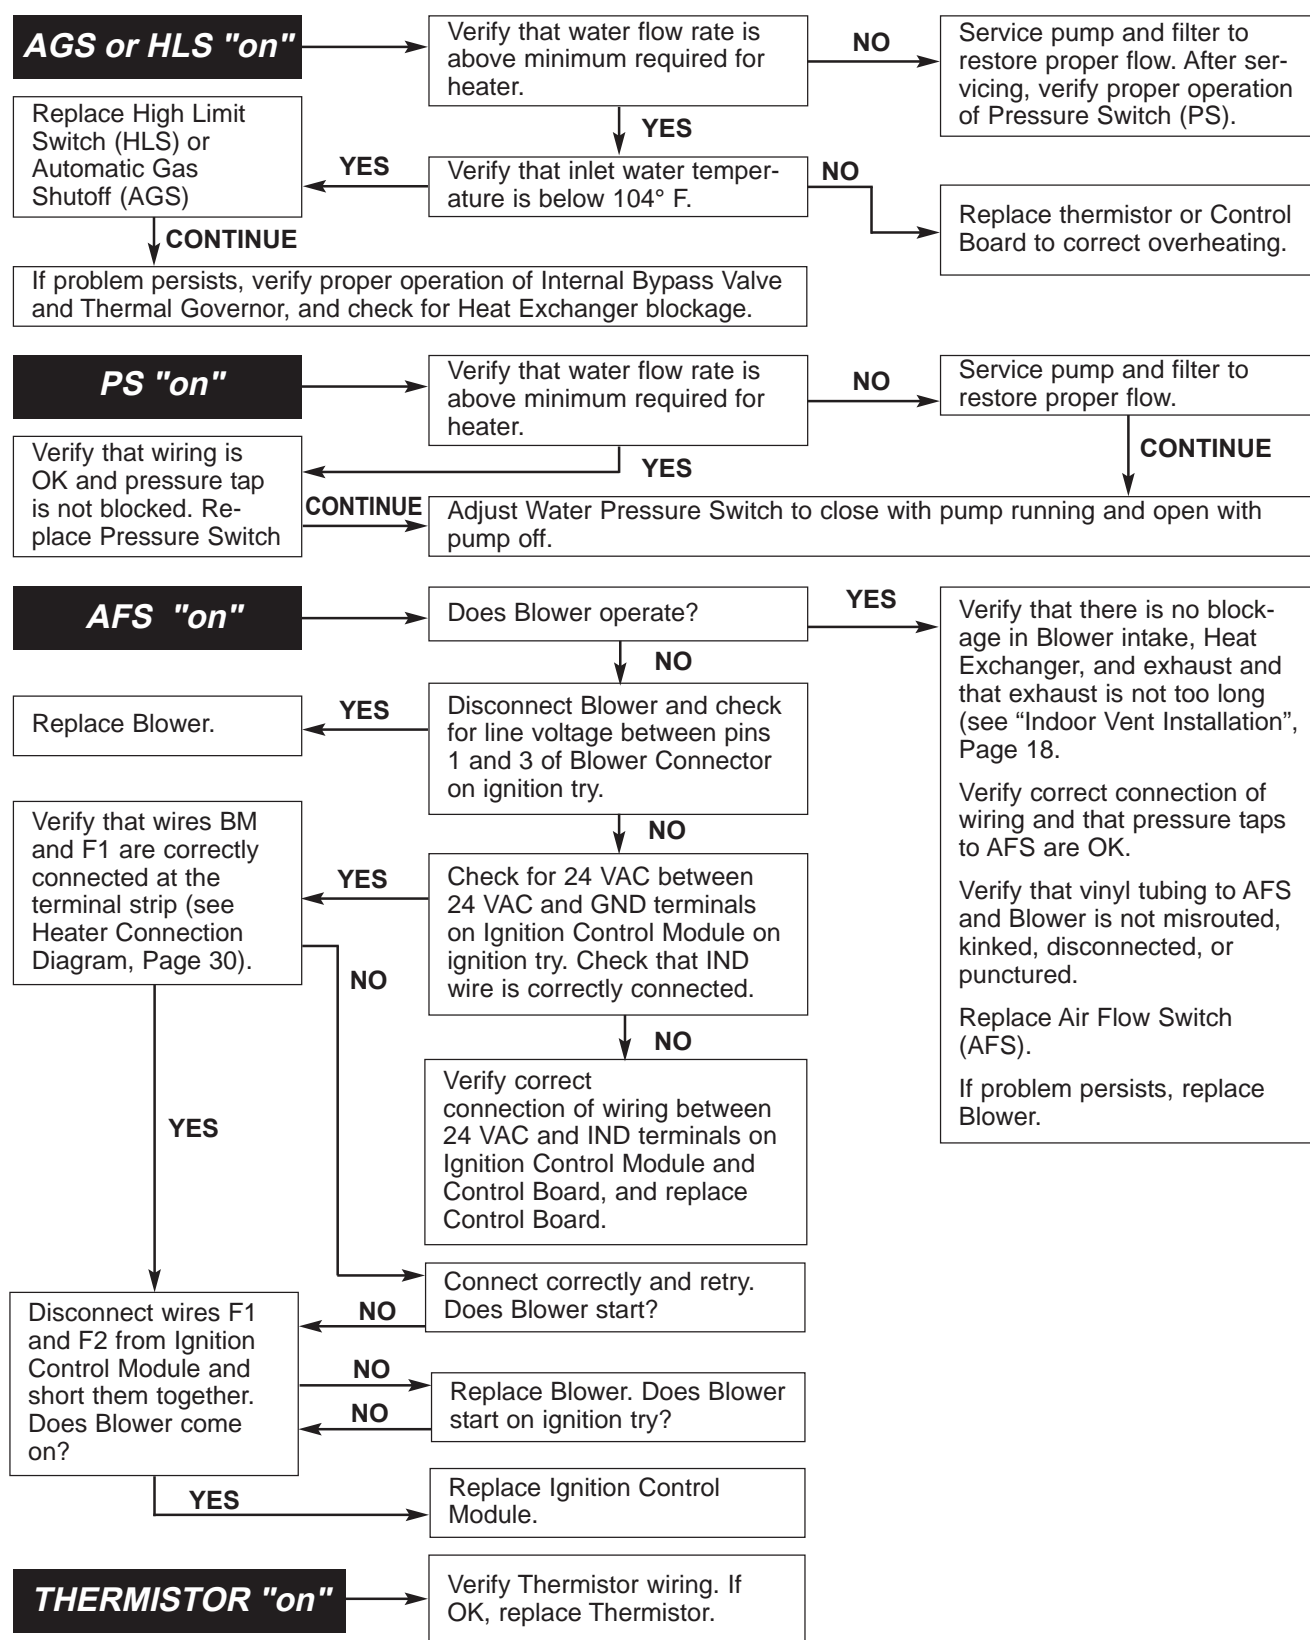 AGS or HLS "on"
Verify that water flow rate is
above minimum required for
heater.
NO
Service pump and filter to
restore proper flow. After ser-
vicing, verify proper operation
of Pressure Switch (PS).
YES
Replace High Limit
Switch (HLS) or
Automatic Gas
Shutoff (AGS)
YES
Verify that inlet water temper-
ature is below 104° F.
NO
Replace thermistor or Control
Board to correct overheating.
CONTINUE
If problem persists, verify proper operation of Internal Bypass Valve
and Thermal Governor, and check for Heat Exchanger blockage.
PS "on"
Verify that water flow rate is
above minimum required for
heater.
NO
Service pump and filter to
restore proper flow.
YES
CONTINUE
Verify that wiring is
OK and pressure tap
is not blocked. Re-
place Pressure Switch
CONTINUE
Adjust Water Pressure Switch to close with pump running and open with
pump off.
AFS "on"
Does Blower operate?
YES
Verify that there is no block-
age in Blower intake, Heat
Exchanger, and exhaust and
that exhaust is not too long
(see “Indoor Vent Installation”,
Page 18.
Verify correct connection of
wiring and that pressure taps
to AFS are OK.
Verify that vinyl tubing to AFS
and Blower is not misrouted,
kinked, disconnected, or
punctured.
Replace Air Flow Switch
(AFS).
If problem persists, replace
Blower.
NO
Replace Blower.
YES
Disconnect Blower and check
for line voltage between pins
1 and 3 of Blower Connector
on ignition try.
NO
Verify that wires BM
and F1 are correctly
connected at the
terminal strip (see
Heater Connection
Diagram, Page 30).
YES
Check for 24 VAC between
24 VAC and GND terminals
on Ignition Control Module on
ignition try. Check that IND
wire is correctly connected.
NO
NO
Verify correct
connection of wiring between
24 VAC and IND terminals on
Ignition Control Module and
Control Board, and replace
Control Board.
YES
Connect correctly and retry.
Does Blower start?
NO
Disconnect wires F1
and F2 from Ignition
Control Module and
short them together.
Does Blower come
on?
NO
NO
Replace Blower. Does Blower
start on ignition try?
YES
Replace Ignition Control
Module.
THERMISTOR "on"
Verify Thermistor wiring. If
OK, replace Thermistor.